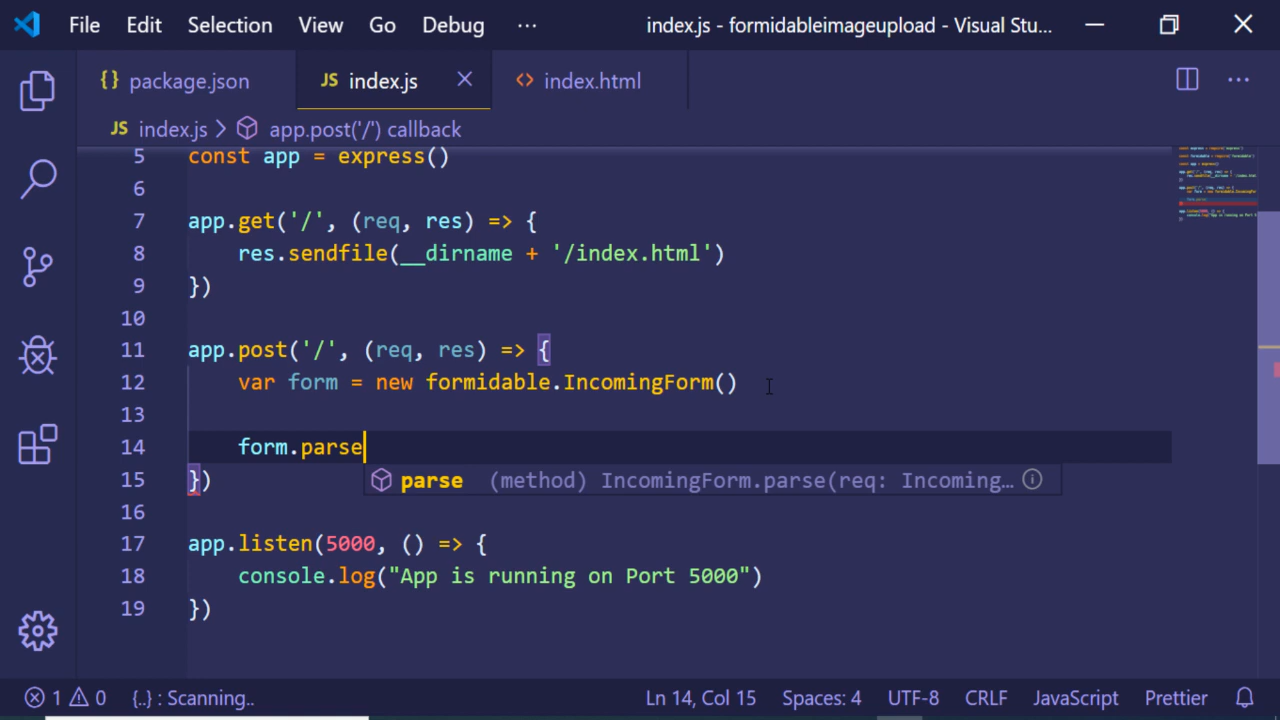 File Edit Selection View Go Debug ··· index.js - formidableimageupload - Visual Stu...
{} package.json JS index.js <> index.html ···
JS index.js > app.post('/') callback
5 const app = express()
6
7 app.get('/', (req, res) => {
8 res.sendfile(__dirname + '/index.html')
9 })
10
11 app.post('/', (req, res) => {
12 var form = new formidable.IncomingForm()
13
14 form.parse
15 })
parse (method) IncomingForm.parse(req: Incoming...
16
17 app.listen(5000, () => {
18 console.log("App is running on Port 5000")
19 })
1 0 {..} : Scanning.. Ln 14, Col 15 Spaces: 4 UTF-8 CRLF JavaScript Prettier